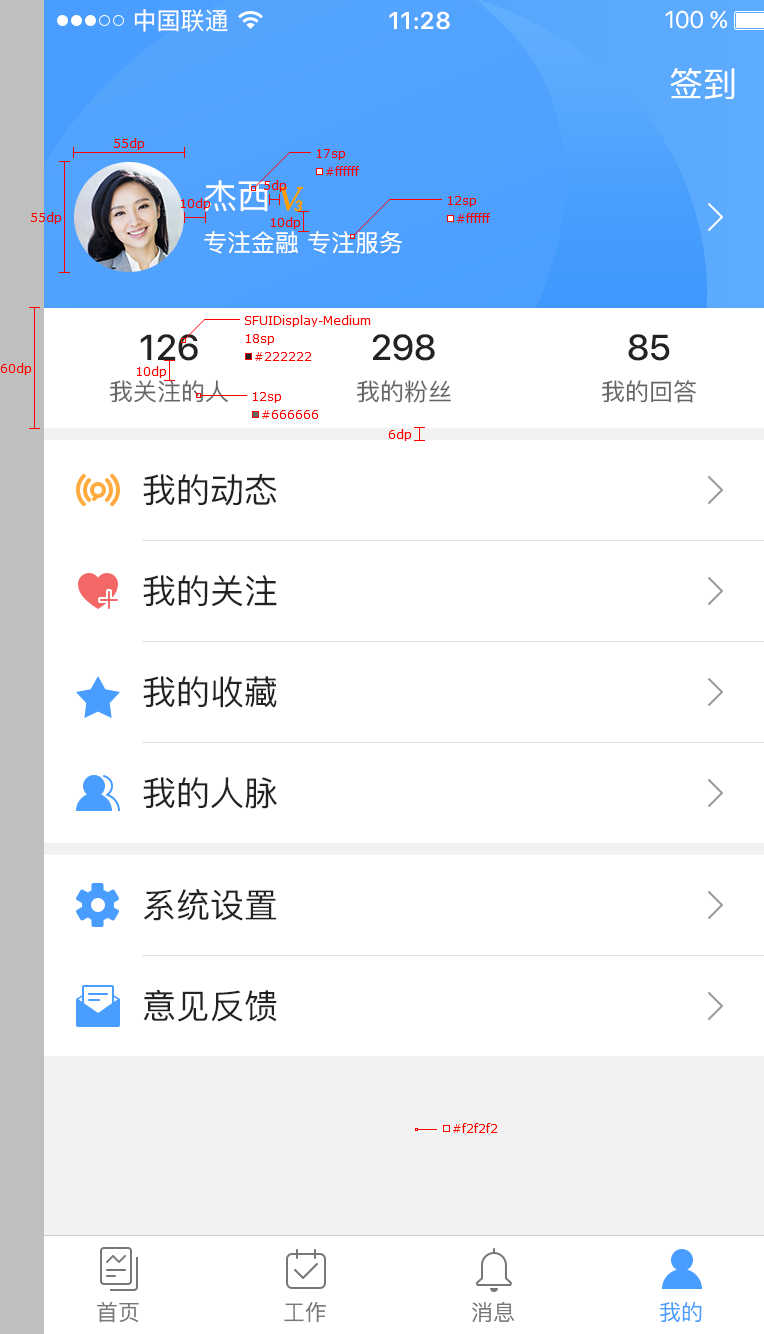 中国联通 11:28 100 %
签到
55dp
17sp
#ffffff
55dp
10dp
杰西
5dp
V3
12sp
#ffffff
10dp
专注金融 专注服务
SFUIDisplay-Medium
18sp
#222222
60dp
126 298 85
10dp
我关注的人 我的粉丝 我的回答
12sp
#666666
6dp
我的动态
我的关注
我的收藏
我的人脉
系统设置
意见反馈
#f2f2f2
首页 工作 消息 我的